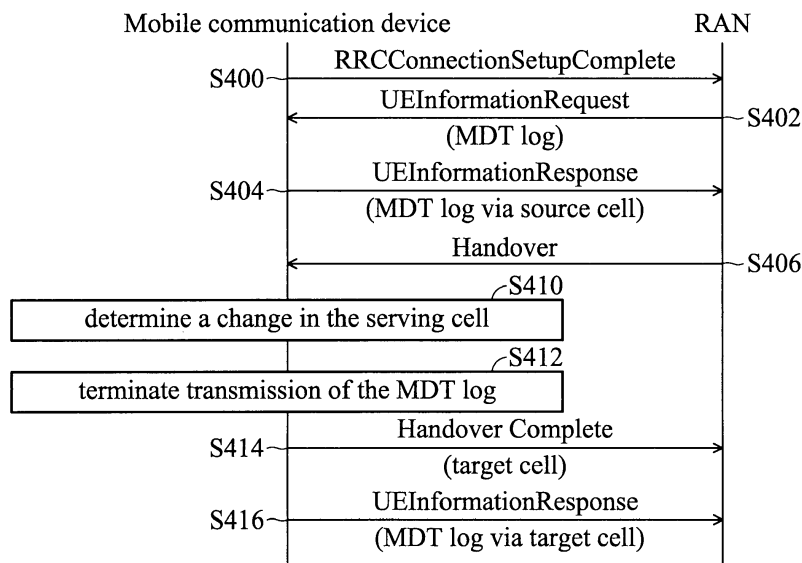 Mobile communication device RAN
RRCConnectionSetupComplete
S400
UEInformationRequest
S402
(MDT log)
UEInformationResponse
S404
(MDT log via source cell)
Handover
S406
S410
determine a change in the serving cell
S412
terminate transmission of the MDT log
Handover Complete
S414
(target cell)
UEInformationResponse
S416
(MDT log via target cell)